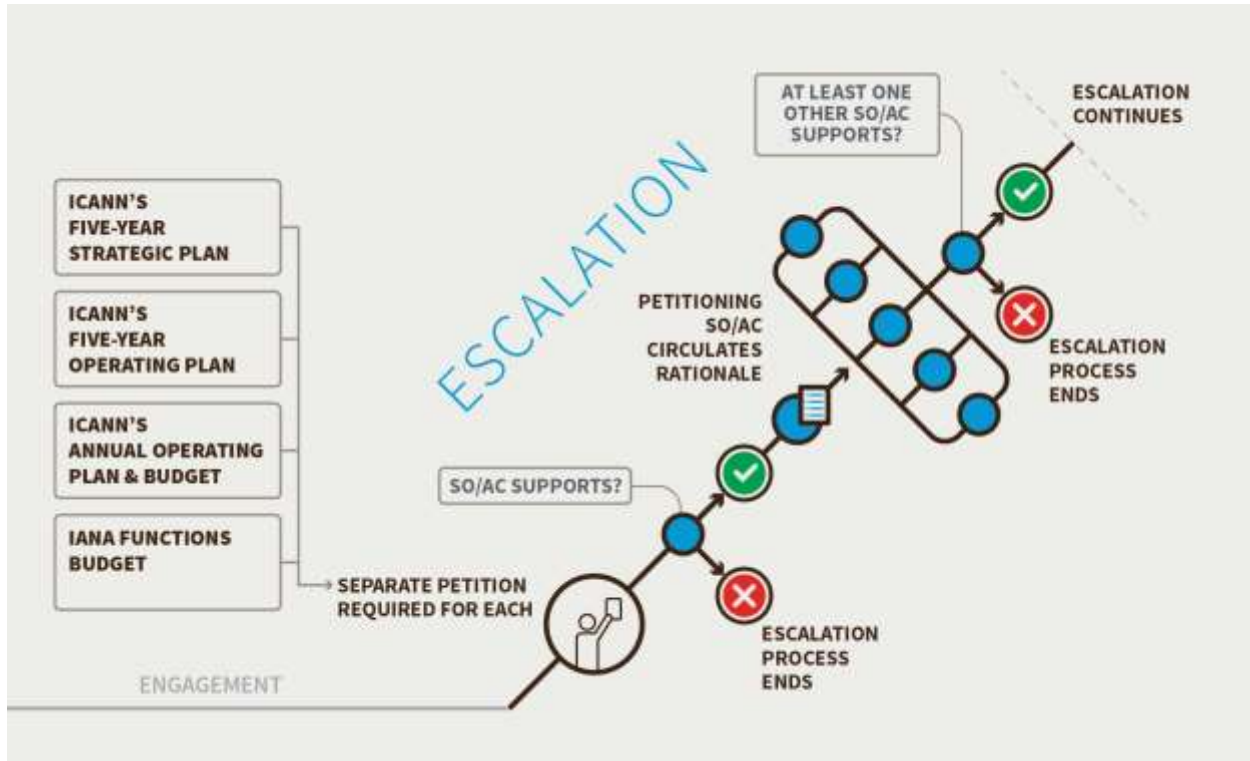 ICANN'S
FIVE-YEAR
STRATEGIC PLAN
ICANN'S
FIVE-YEAR
OPERATING PLAN
ICANN'S
ANNUAL OPERATING
PLAN & BUDGET
IANA FUNCTIONS
BUDGET
SEPARATE PETITION
REQUIRED FOR EACH
ENGAGEMENT
ESCALATION
SO/AC SUPPORTS?
ESCALATION
PROCESS
ENDS
PETITIONING
SO/AC
CIRCULATES
RATIONALE
AT LEAST ONE
OTHER SO/AC
SUPPORTS?
ESCALATION
PROCESS
ENDS
ESCALATION
CONTINUES